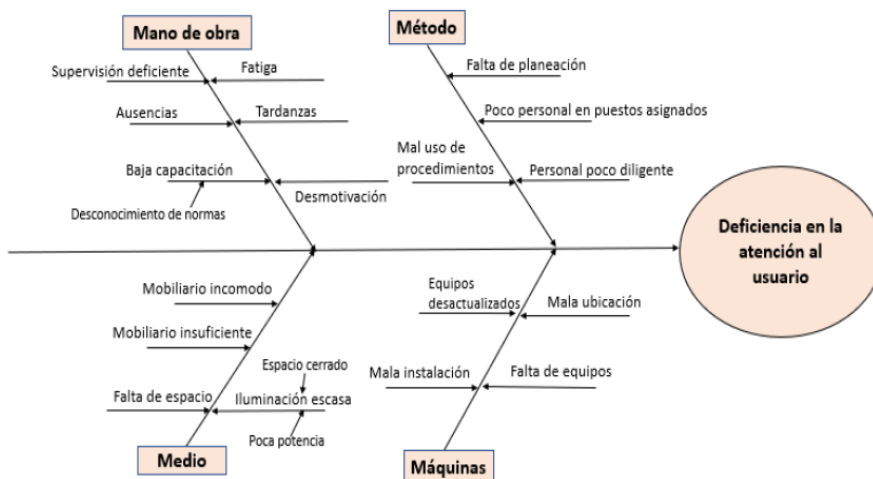 Mano de obra
Método
Supervisión deficiente
Fatiga
Ausencias
Tardanzas
Baja capacitación
Desmotivación
Desconocimiento de normas
Falta de planeación
Poco personal en puestos asignados
Mal uso de
procedimientos
Personal poco diligente
Deficiencia en la
atención al
usuario
Mobiliario incomodo
Mobiliario insuficiente
Espacio cerrado
Falta de espacio
Iluminación escasa
Poca potencia
Medio
Equipos
desactualizados
Mala ubicación
Mala instalación
Falta de equipos
Máquinas